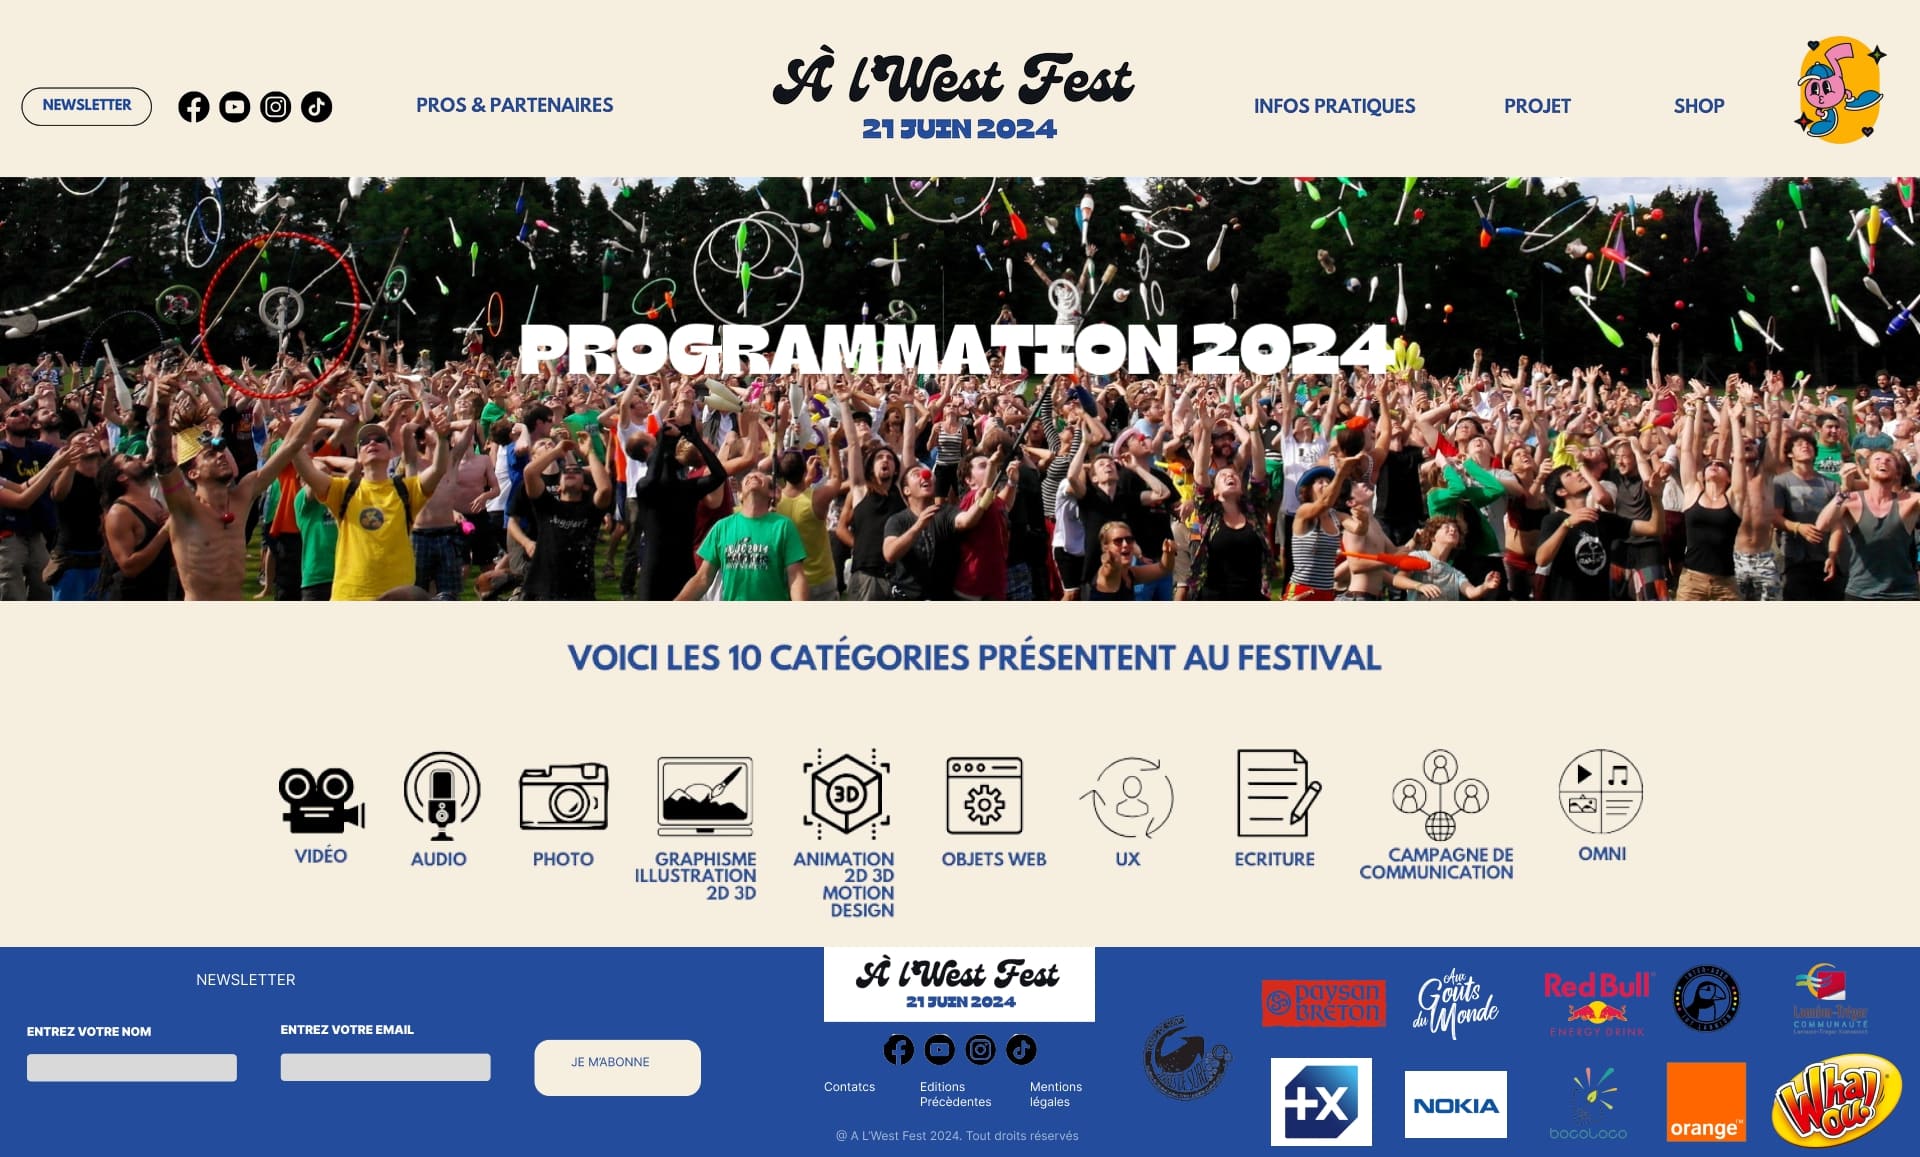 NEWSLETTER
PROS & PARTENAIRES
À l'West Fest
21 JUIN 2024
INFOS PRATIQUES
PROJET
SHOP
PROGRAMMATION 2024
VOICI LES 10 CATÉGORIES PRÉSENTENT AU FESTIVAL
3D
VIDÉO
AUDIO
PHOTO
GRAPHISME
ILLUSTRATION
2D 3D
ANIMATION
2D 3D
MOTION
DESIGN
OBJETS WEB
UX
ECRITURE
CAMPAGNE DE
COMMUNICATION
OMNI
NEWSLETTER
ENTREZ VOTRE NOM
ENTREZ VOTRE EMAIL
JE M'ABONNE
À l'West Fest
21 JUIN 2024
Contatcs
Editions
Précèdentes
Mentions
légales
@ A L'West Fest 2024. Tout droits réservés
paysan
BRETON
Aux
Goûts
du Monde
Red Bull
ENERGY DRINK
Lannion-Trégor
COMMUNAUTÉ
+X
NOKIA
bocoloco
orange™
Wha!
ou!